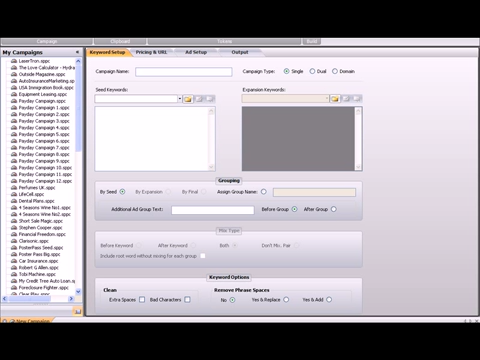 Campaign
My Campaigns
LaserTron.sppc
The Love Calculator - Hydra
Outside Magazine.sppc
AutoInsuranceMarketing.sp
USA Immigration Book.sppc
Equipment Leasing.sppc
Payday Campaign.sppc
Payday Campaign 1.sppc
Payday Campaign 2.sppc
Payday Campaign 3.sppc
Payday Campaign 4.sppc
Payday Campaign 5.sppc
Payday Campaign 6.sppc
Payday Campaign 7.sppc
Payday Campaign 8.sppc
Payday Campaign 9.sppc
Payday Campaign 10.sppc
Payday Campaign 11.sppc
Payday Campaign 12.sppc
Perfumes UK.sppc
LifeCell.sppc
Dental Plans.sppc
4 Seasons Wine No1.sppc
4 Seasons Wine No2.sppc
Short Sale Magic.sppc
Stephen Cooper.sppc
Financial Freedom.sppc
Clarisonic.sppc
PosterPass Seed.sppc
Poster Pass Big.sppc
Car Insurance.sppc
Robert G Allen.sppc
Tobi Machine.sppc
My Credit Tree Auto Loan.s
Foreclosure Fighter.sppc
Clear Play.sppc
New Campaign
Keyword Setup Pricing & URL Ad Setup Output
Campaign Name: Campaign Type: Single Dual Domain
Seed Keywords: Expansion Keywords:
Grouping
By Seed By Expansion By Final Assign Group Name:
Additional Ad Group Text: Before Group After Group
Mix Type
Before Keyword After Keyword Both Don't Mix, Pair
Include root word without mixing for each group
Keyword Options
Clean Remove Phrase Spaces
Extra Spaces Bad Characters No Yes & Replace Yes & Add